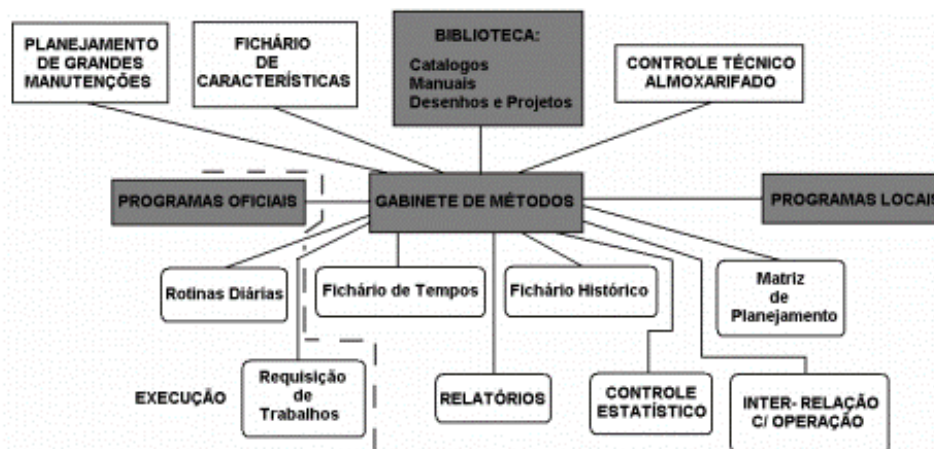 PLANEJAMENTO
DE GRANDES
MANUTENÇÕES
FICHÁRIO
DE
CARACTERÍSTICAS
BIBLIOTECA:
Catalogos
Manuais
Desenhos e Projetos
CONTROLE TÉCNICO
ALMOXARIFADO
PROGRAMAS OFICIAIS
GABINETE DE MÉTODOS
PROGRAMAS LOCAIS
Rotinas Diárias
Fichário de Tempos
Fichário Histórico
Matriz
de
Planejamento
EXECUÇÃO
Requisição
de
Trabalhos
RELATÓRIOS
CONTROLE
ESTATÍSTICO
INTER- RELAÇÃO
C/ OPERAÇÃO